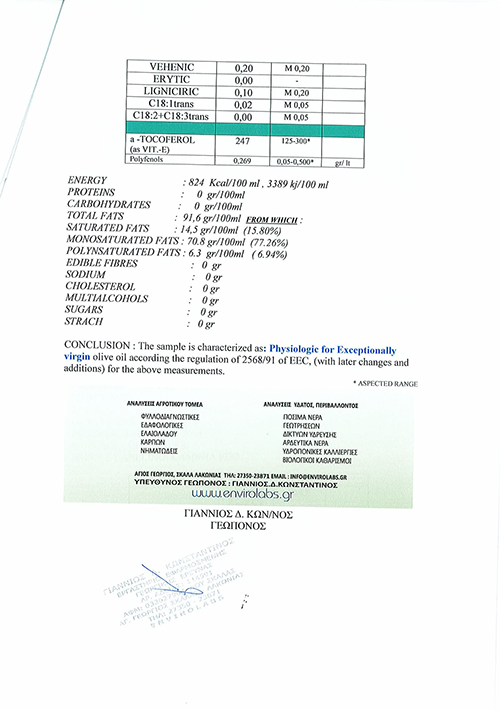 VEHENIC 0,20 M 0,20
ERYTIC 0,00 -
LIGNICIRIC 0,10 M 0,20
C18:1trans 0,02 M 0,05
C18:2+C18:3trans 0,00 M 0,05
a -TOCOFEROL (as VIT.-E) 247 125-300*
Polyfenols 0,269 0,05-0,500* gr/ lt
ENERGY : 824 Kcal/100 ml , 3389 kj/100 ml
PROTEINS : 0 gr/100ml
CARBOHYDRATES : 0 gr/100ml
TOTAL FATS : 91,6 gr/100ml FROM WHICH :
SATURATED FATS : 14,5 gr/100ml (15.80%)
MONOSATURATED FATS : 70.8 gr/100ml (77.26%)
POLYNSATURATED FATS : 6.3 gr/100ml ( 6.94%)
EDIBLE FIBRES : 0 gr
SODIUM : 0 gr
CHOLESTEROL : 0 gr
MULTIALCOHOLS : 0 gr
SUGARS : 0 gr
STRACH : 0 gr
CONCLUSION : The sample is characterized as: Physiologic for Exceptionally
virgin olive oil according the regulation of 2568/91 of EEC, (with later changes and
additions) for the above measurements.
* ASPECTED RANGE
ΑΝΑΛΥΣΕΙΣ ΑΓΡΟΤΙΚΟΥ ΤΟΜΕΑ
ΦΥΛΛΟΔΙΑΓΝΩΣΤΙΚΕΣ
ΕΔΑΦΟΛΟΓΙΚΕΣ
ΕΛΑΙΟΛΑΔΟΥ
ΚΑΡΠΩΝ
ΝΗΜΑΤΩΔΕΙΣ
ΑΝΑΛΥΣΕΙΣ ΥΔΑΤΟΣ, ΠΕΡΙΒΑΛΛΟΝΤΟΣ
ΠΟΣΙΜΑ ΝΕΡΑ
ΓΕΩΤΡΗΣΕΩΝ
ΔΙΚΤΥΩΝ ΥΔΡΕΥΣΗΣ
ΑΡΔΕΥΤΙΚΑ ΝΕΡΑ
ΥΔΡΟΠΟΝΙΚΕΣ ΚΑΛΛΙΕΡΓΙΕΣ
ΒΙΟΛΟΓΙΚΟΙ ΚΑΘΑΡΙΣΜΟΙ
ΑΓΙΟΣ ΓΕΩΡΓΙΟΣ, ΣΚΑΛΑ ΛΑΚΩΝΙΑΣ ΤΗΛ: 27350-23871 EMAIL : INFO@ENVIROLABS.GR
ΥΠΕΥΘΥΝΟΣ ΓΕΩΠΟΝΟΣ : ΓΙΑΝΝΙΟΣ.Δ.ΚΩΝΣΤΑΝΤΙΝΟΣ
www.envirolabs.gr
ΓΙΑΝΝΙΟΣ Δ. ΚΩΝ/ΝΟΣ
ΓΕΩΠΟΝΟΣ
ΓΙΑΝΝΙΟΣ Δ. ΚΩΝΣΤΑΝΤΙΝΟΣ